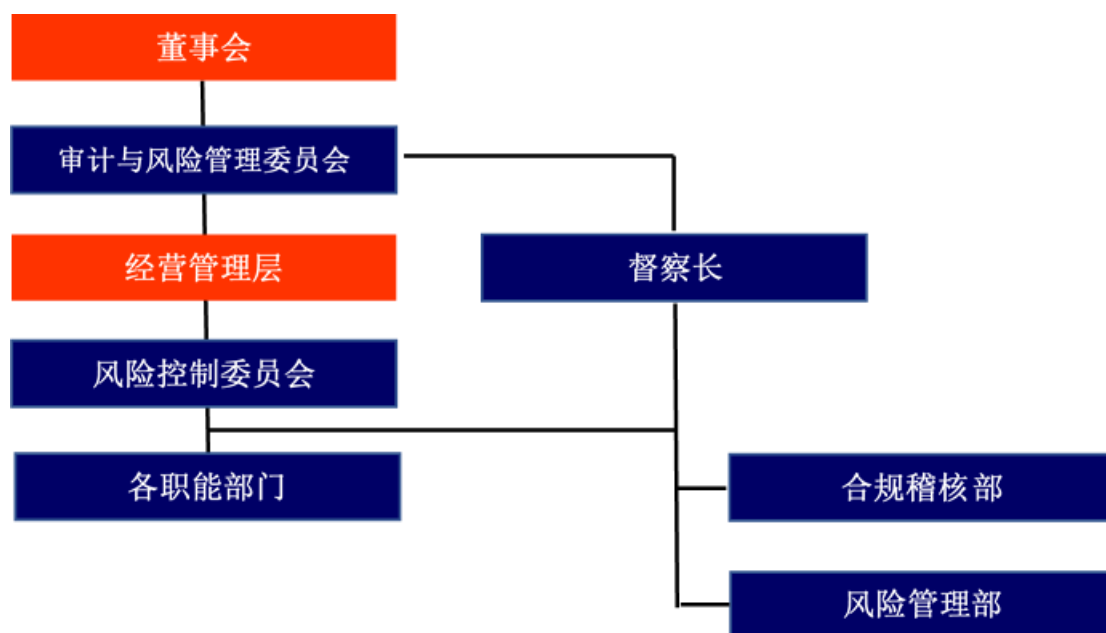 董事会
审计与风险管理委员会
经营管理层
督察长
风险控制委员会
各职能部门
合规稽核部
风险管理部